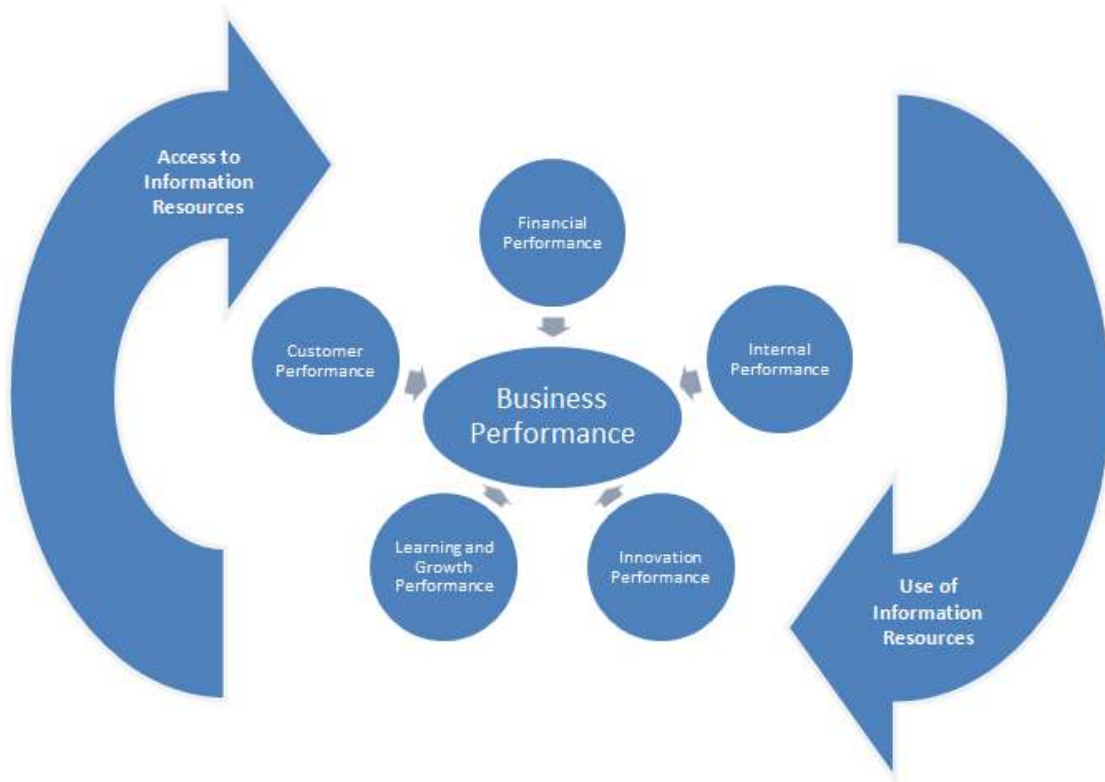 Access to
Information
Resources
Financial
Performance
Customer
Performance
Internal
Performance
Business
Performance
Learning and
Growth
Performance
Innovation
Performance
Use of
Information
Resources